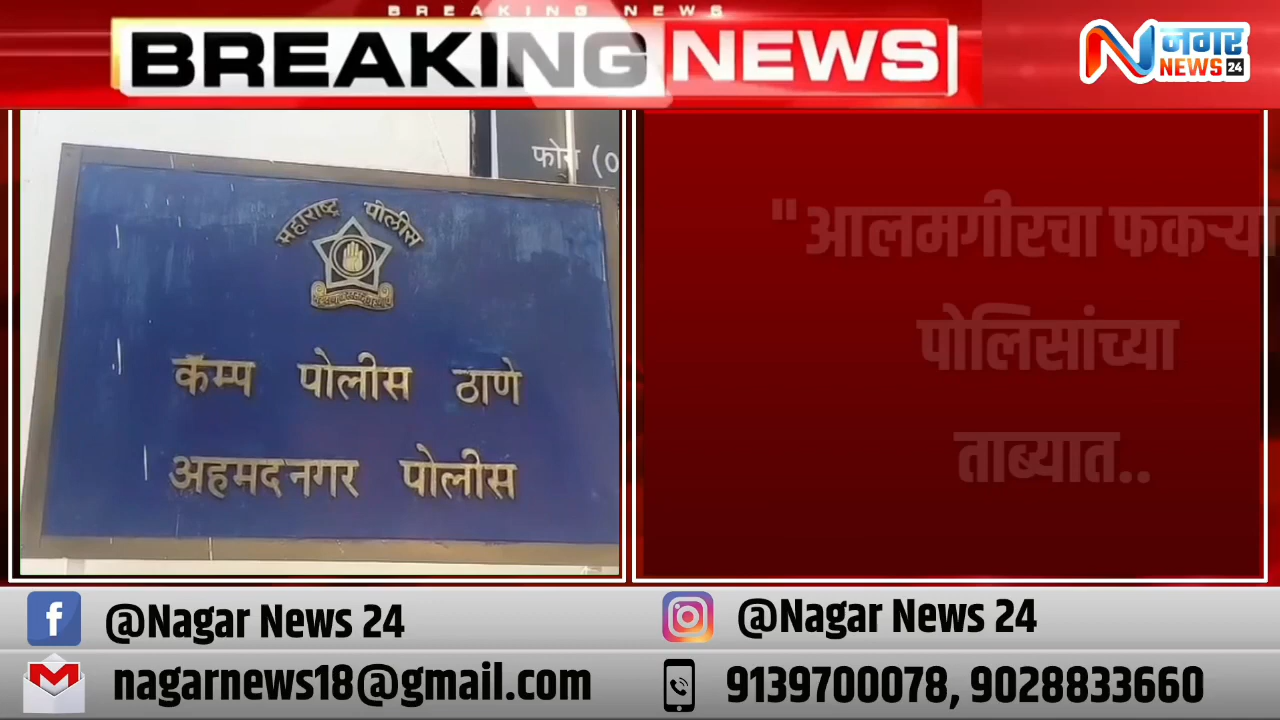 BREAKING NEWS
BREAKING NEWS
नगर
NEWS 24
फोन (०
महाराष्ट्र पोलीस
कॅम्प पोलीस ठाणे
अहमदनगर पोलीस
"आलमगीरचा फकऱ्या
पोलिसांच्या
ताब्यात..
@Nagar News 24
@Nagar News 24
nagarnews18@gmail.com
9139700078, 9028833660